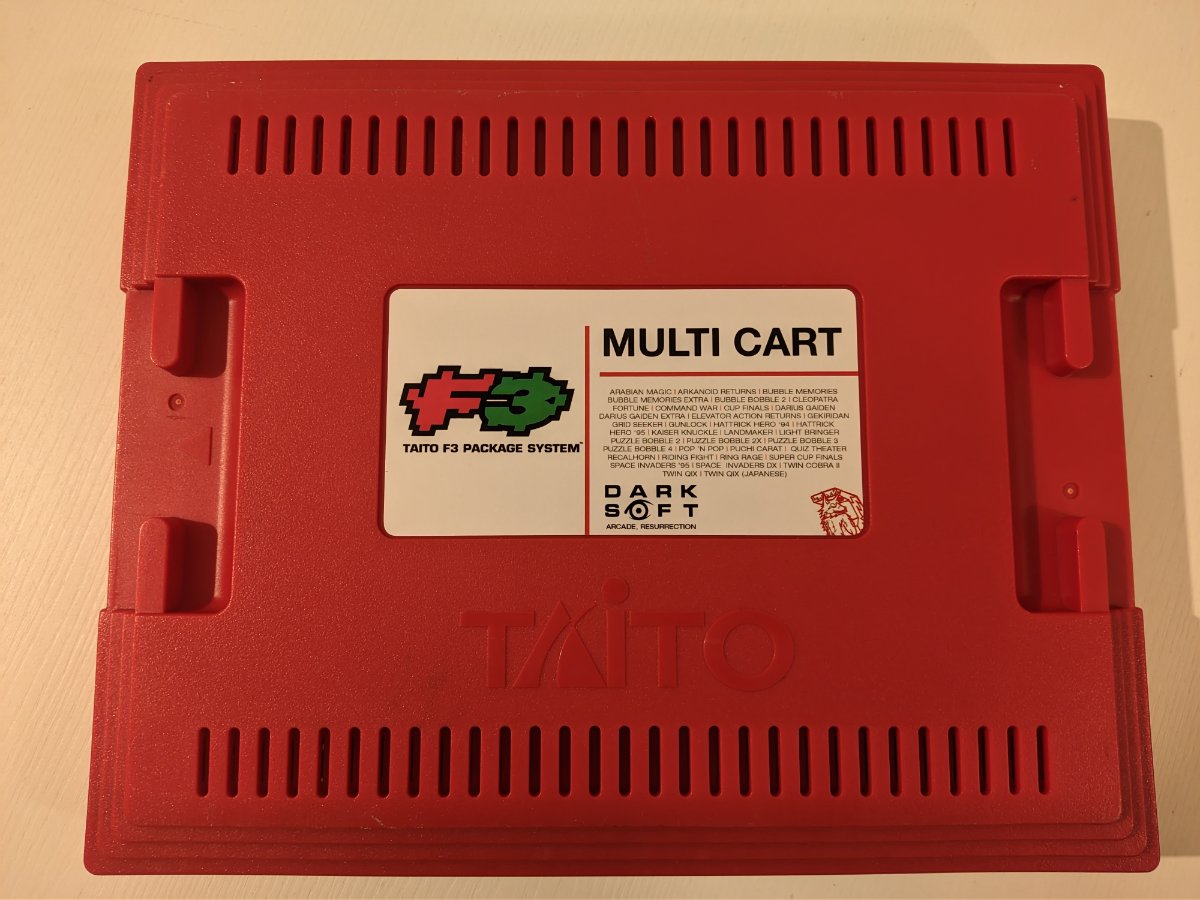 MULTI CART
F3
TAITO F3 PACKAGE SYSTEM™
ARABIAN MAGIC | ARKANOID RETURNS | BUBBLE MEMORIES
BUBBLE MEMORIES EXTRA | BUBBLE BOBBLE 2 | CLEOPATRA
FORTUNE | COMMAND WAR | CUP FINALS | DARIUS GAIDEN
DARIUS GAIDEN EXTRA | ELEVATOR ACTION RETURNS | GEKIRIDAN
GRID SEEKER | GUNLOCK | HATTRICK HERO '94 | HATTRICK
HERO '95 | KAISER KNUCKLE | LANDMAKER | LIGHT BRINGER
PUZZLE BOBBLE 2 | PUZZLE BOBBLE 2X | PUZZLE BOBBLE 3
PUZZLE BOBBLE 4 | POP 'N POP | PUCHI CARAT | QUIZ THEATER
RECALHORN | RIDING FIGHT | RING RAGE | SUPER CUP FINALS
SPACE INVADERS '95 | SPACE INVADERS DX | TWIN COBRA II
TWIN QIX | TWIN QIX (JAPANESE)
DARK
SOFT
ARCADE, RESURRECTION
TAITO